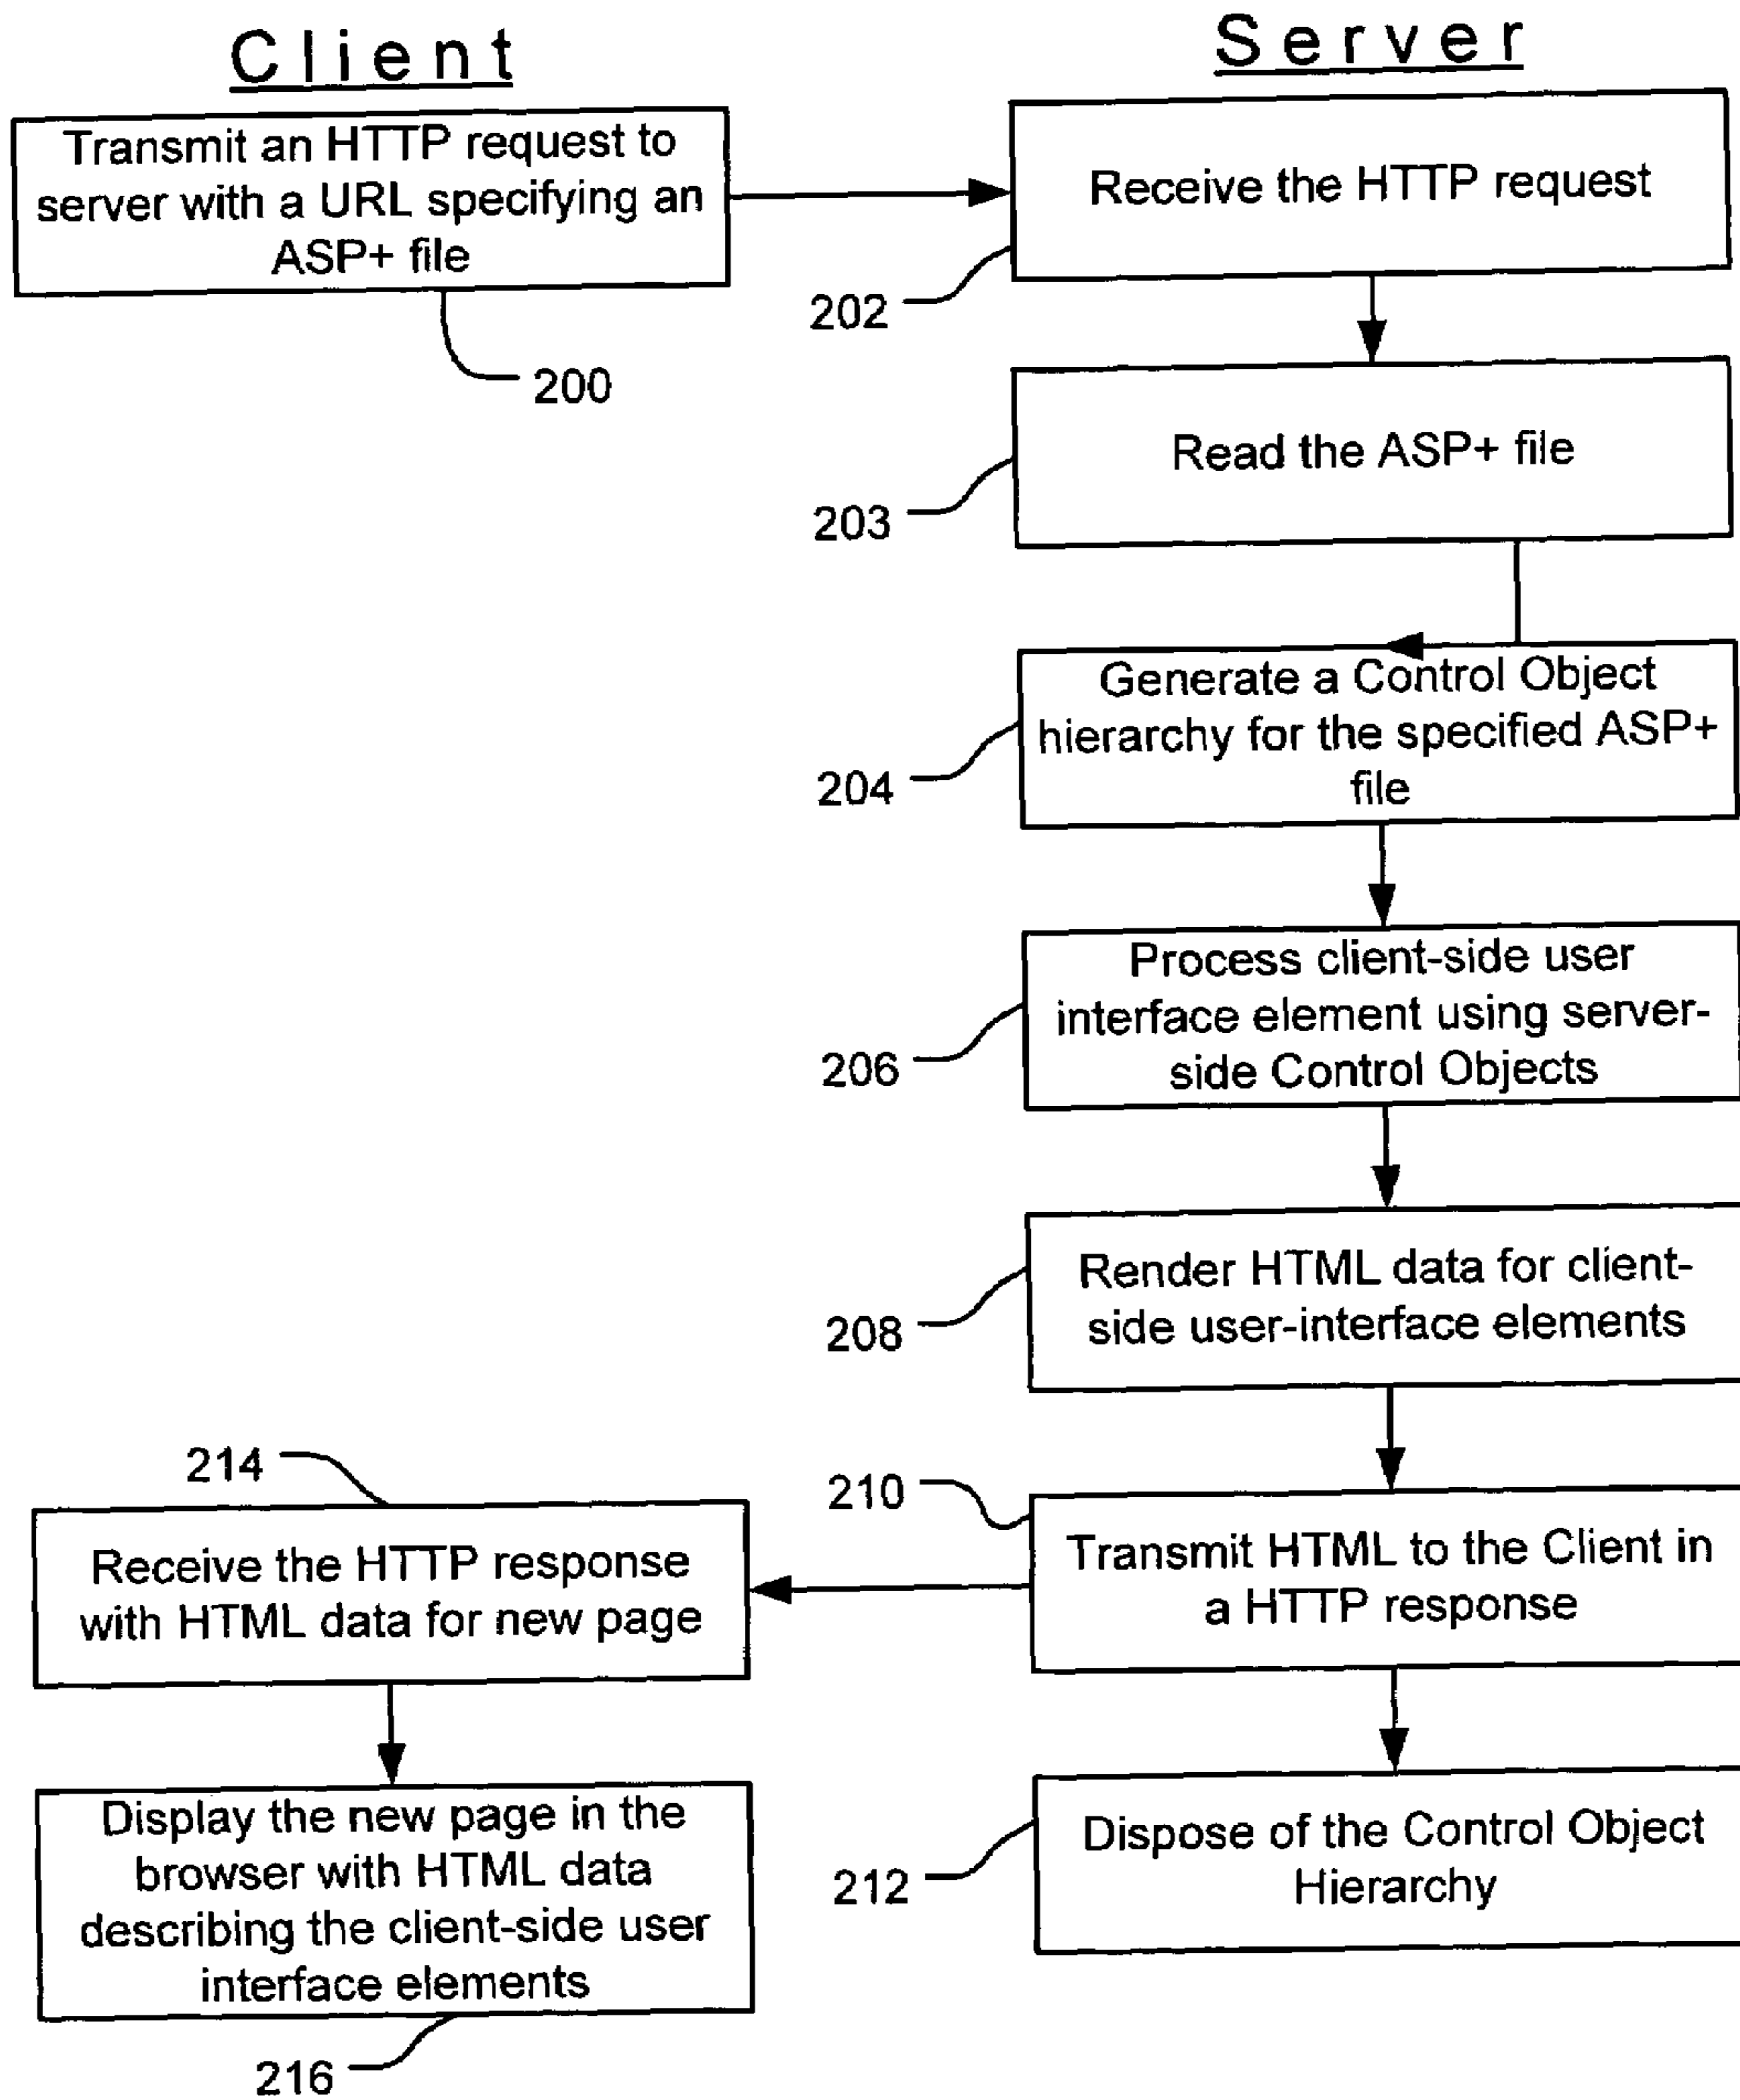 Client
Server
Transmit an HTTP request to
server with a URL specifying an
ASP+ file
200
Receive the HTTP request
202
Read the ASP+ file
203
Generate a Control Object
hierarchy for the specified ASP+
file
204
Process client-side user
interface element using server-
side Control Objects
206
Render HTML data for client-
side user-interface elements
208
Transmit HTML to the Client in
a HTTP response
210
214
Receive the HTTP response
with HTML data for new page
Dispose of the Control Object
Hierarchy
212
Display the new page in the
browser with HTML data
describing the client-side user
interface elements
216